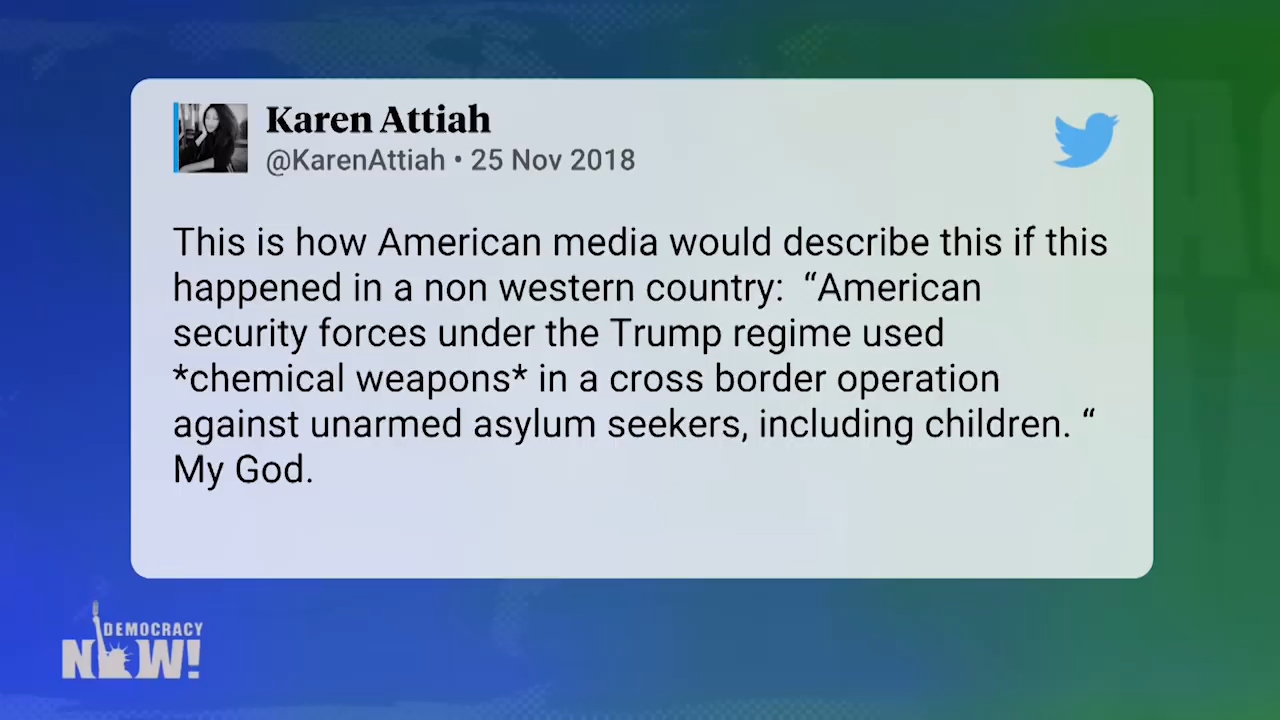 Karen Attiah
@KarenAttiah • 25 Nov 2018
This is how American media would describe this if this
happened in a non western country:  “American
security forces under the Trump regime used
*chemical weapons* in a cross border operation
against unarmed asylum seekers, including children. “
My God.
DEMOCRACY
NOW!